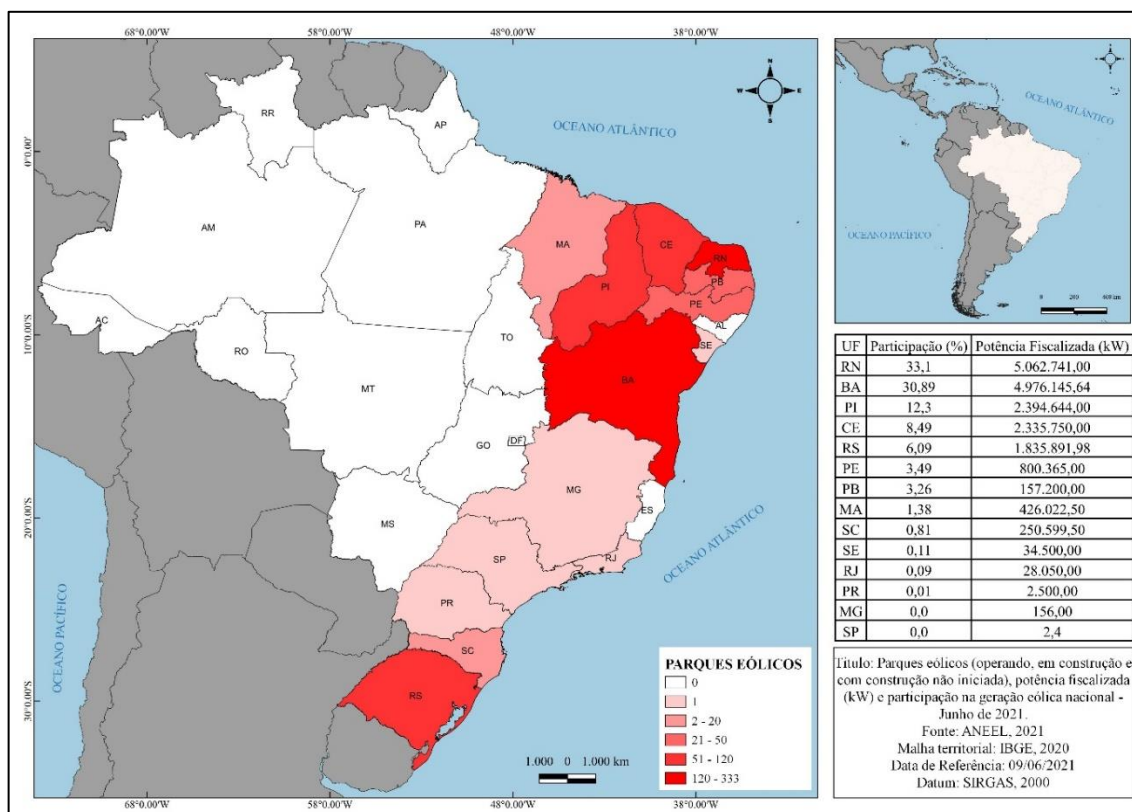 68°0.00'W
58°0.00'W
48°0.00'W
38°0.00'W
0°0.00'
10°0.00'S
20°0.00'S
30°0.00'S
N
W
E
S
OCEANO ATLÂNTICO
RR
AP
AM
PA
MA
CE
RN
PI
PB
PE
AL
SE
AC
RO
TO
MT
BA
GO
DF
MG
ES
MS
SP
RJ
PR
SC
RS
OCEANO ATLÂNTICO
OCEANO PACÍFICO
PARQUES EÓLICOS
0
1
2 - 20
21 - 50
51 - 120
120 - 333
1.000 0 1.000 km
68°0.00'W
58°0.00'W
48°0.00'W
38°0.00'W
OCEANO ATLÂNTICO
OCEANO PACÍFICO
UF Participação (%) Potência Fiscalizada (kW)
RN 33,1 5.062.741,00
BA 30,89 4.976.145,64
PI 12,3 2.394.644,00
CE 8,49 2.335.750,00
RS 6,09 1.835.891,98
PE 3,49 800.365,00
PB 3,26 157.200,00
MA 1,38 426.022,50
SC 0,81 250.599,50
SE 0,11 34.500,00
RJ 0,09 28.050,00
PR 0,01 2.500,00
MG 0,0 156,00
SP 0,0 2,4
Título: Parques eólicos (operando, em construção e
com construção não iniciada), potência fiscalizada
(kW) e participação na geração eólica nacional -
Junho de 2021.
Fonte: ANEEL, 2021
Malha territorial: IBGE, 2020
Data de Referência: 09/06/2021
Datum: SIRGAS, 2000